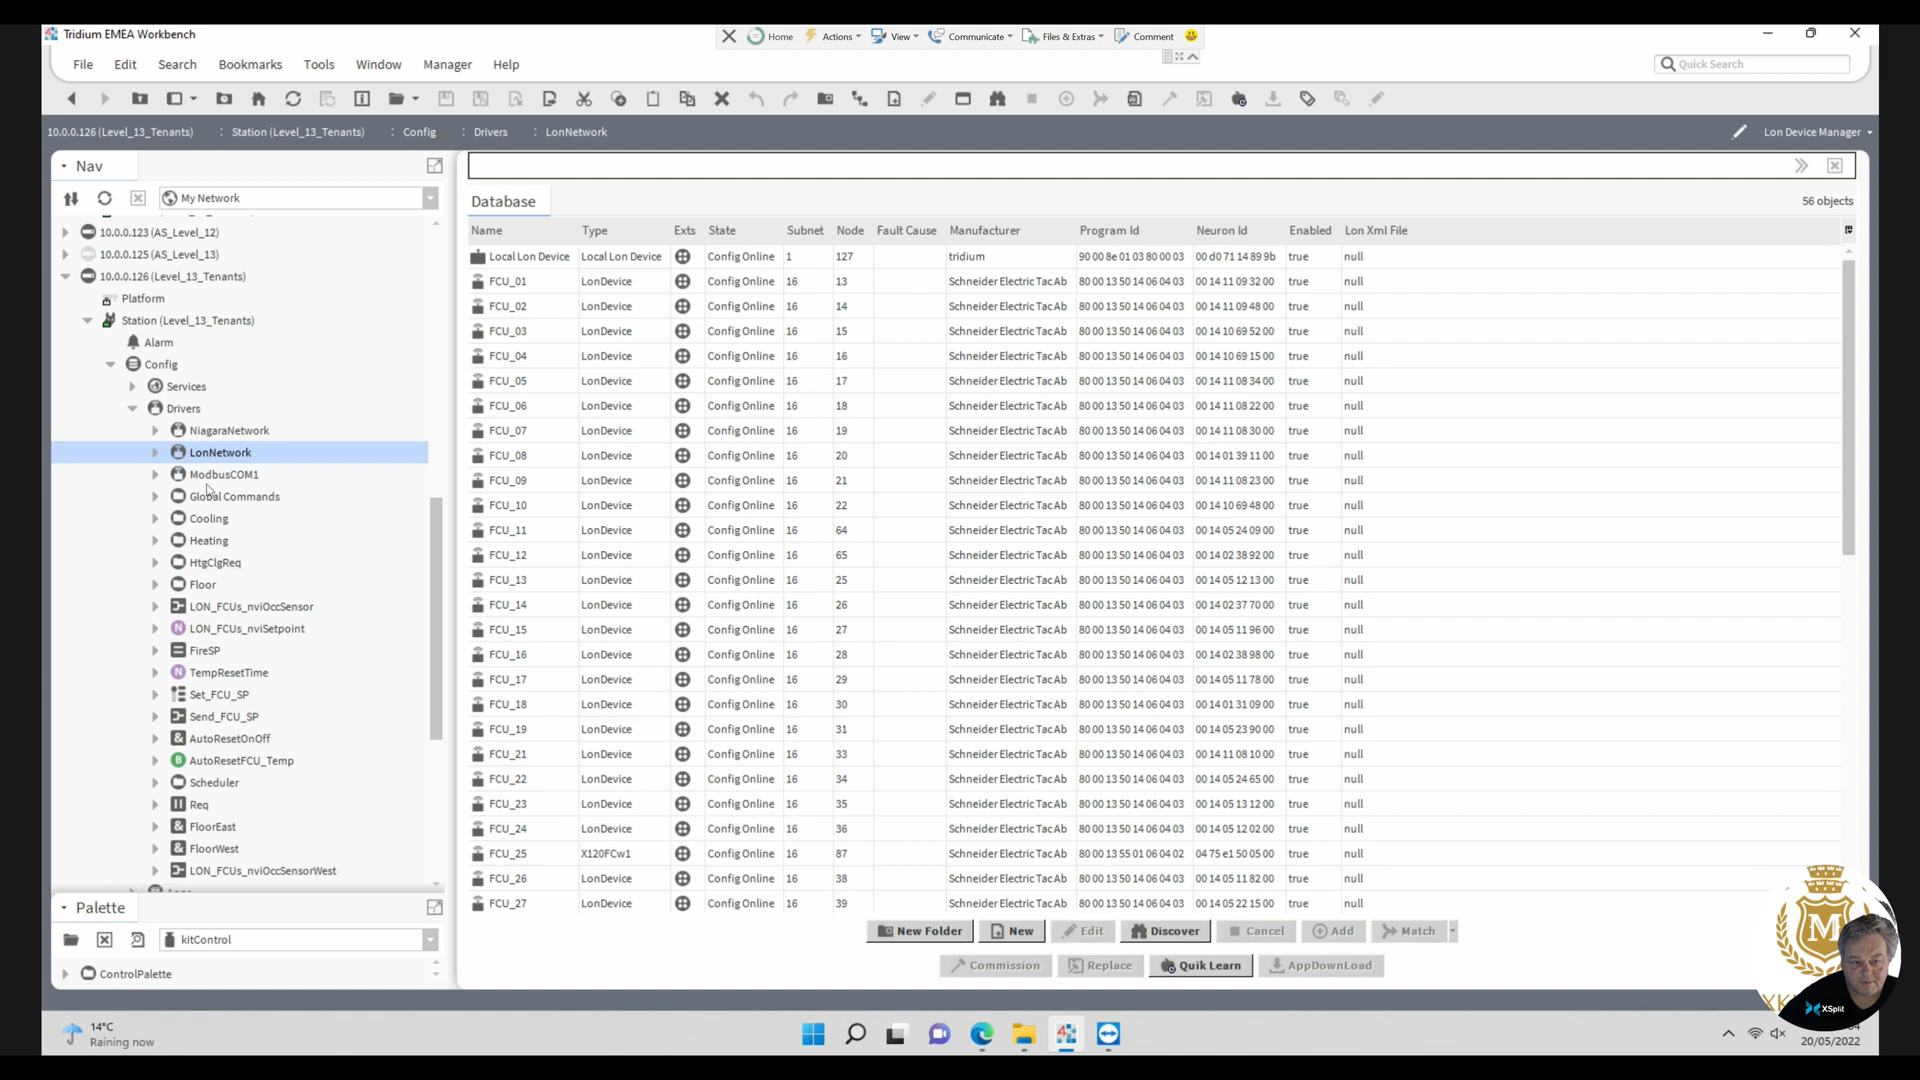 Tridium EMEA Workbench
Home Actions View Communicate Files & Extras Comment
File Edit Search Bookmarks Tools Window Manager Help
Quick Search
10.0.0.126 (Level_13_Tenants) : Station (Level_13_Tenants) : Config : Drivers : LonNetwork
Lon Device Manager
Nav
My Network
10.0.0.123 (AS_Level_12)
10.0.0.125 (AS_Level_13)
10.0.0.126 (Level_13_Tenants)
Platform
Station (Level_13_Tenants)
Alarm
Config
Services
Drivers
NiagaraNetwork
LonNetwork
ModbusCOM1
Global Commands
Cooling
Heating
HtgClgReq
Floor
LON_FCUs_nviOccSensor
LON_FCUs_nviSetpoint
FireSP
TempResetTime
Set_FCU_SP
Send_FCU_SP
AutoResetOnOff
AutoResetFCU_Temp
Scheduler
Req
FloorEast
FloorWest
LON_FCUs_nviOccSensorWest
Palette
kitControl
ControlPalette
Database
56 objects
Name Type Exts State Subnet Node Fault Cause Manufacturer Program Id Neuron Id Enabled Lon Xml File
Local Lon Device Local Lon Device Config Online 1 127 tridium 90 00 8e 01 03 80 00 03 00 d0 71 14 89 9b true null
FCU_01 LonDevice Config Online 16 13 Schneider Electric Tac Ab 80 00 13 50 14 06 04 03 00 14 11 09 32 00 true null
FCU_02 LonDevice Config Online 16 14 Schneider Electric Tac Ab 80 00 13 50 14 06 04 03 00 14 11 09 48 00 true null
FCU_03 LonDevice Config Online 16 15 Schneider Electric Tac Ab 80 00 13 50 14 06 04 03 00 14 10 69 52 00 true null
FCU_04 LonDevice Config Online 16 16 Schneider Electric Tac Ab 80 00 13 50 14 06 04 03 00 14 10 69 15 00 true null
FCU_05 LonDevice Config Online 16 17 Schneider Electric Tac Ab 80 00 13 50 14 06 04 03 00 14 11 08 34 00 true null
FCU_06 LonDevice Config Online 16 18 Schneider Electric Tac Ab 80 00 13 50 14 06 04 03 00 14 11 08 22 00 true null
FCU_07 LonDevice Config Online 16 19 Schneider Electric Tac Ab 80 00 13 50 14 06 04 03 00 14 11 08 30 00 true null
FCU_08 LonDevice Config Online 16 20 Schneider Electric Tac Ab 80 00 13 50 14 06 04 03 00 14 01 39 11 00 true null
FCU_09 LonDevice Config Online 16 21 Schneider Electric Tac Ab 80 00 13 50 14 06 04 03 00 14 11 08 23 00 true null
FCU_10 LonDevice Config Online 16 22 Schneider Electric Tac Ab 80 00 13 50 14 06 04 03 00 14 10 69 48 00 true null
FCU_11 LonDevice Config Online 16 64 Schneider Electric Tac Ab 80 00 13 50 14 06 04 03 00 14 05 24 09 00 true null
FCU_12 LonDevice Config Online 16 65 Schneider Electric Tac Ab 80 00 13 50 14 06 04 03 00 14 02 38 92 00 true null
FCU_13 LonDevice Config Online 16 25 Schneider Electric Tac Ab 80 00 13 50 14 06 04 03 00 14 05 12 13 00 true null
FCU_14 LonDevice Config Online 16 26 Schneider Electric Tac Ab 80 00 13 50 14 06 04 03 00 14 02 37 70 00 true null
FCU_15 LonDevice Config Online 16 27 Schneider Electric Tac Ab 80 00 13 50 14 06 04 03 00 14 05 11 96 00 true null
FCU_16 LonDevice Config Online 16 28 Schneider Electric Tac Ab 80 00 13 50 14 06 04 03 00 14 02 38 98 00 true null
FCU_17 LonDevice Config Online 16 29 Schneider Electric Tac Ab 80 00 13 50 14 06 04 03 00 14 05 11 78 00 true null
FCU_18 LonDevice Config Online 16 30 Schneider Electric Tac Ab 80 00 13 50 14 06 04 03 00 14 01 31 09 00 true null
FCU_19 LonDevice Config Online 16 31 Schneider Electric Tac Ab 80 00 13 50 14 06 04 03 00 14 05 23 90 00 true null
FCU_21 LonDevice Config Online 16 33 Schneider Electric Tac Ab 80 00 13 50 14 06 04 03 00 14 11 08 10 00 true null
FCU_22 LonDevice Config Online 16 34 Schneider Electric Tac Ab 80 00 13 50 14 06 04 03 00 14 05 24 65 00 true null
FCU_23 LonDevice Config Online 16 35 Schneider Electric Tac Ab 80 00 13 50 14 06 04 03 00 14 05 13 12 00 true null
FCU_24 LonDevice Config Online 16 36 Schneider Electric Tac Ab 80 00 13 50 14 06 04 03 00 14 05 12 02 00 true null
FCU_25 X120FCw1 Config Online 16 87 Schneider Electric Tac Ab 80 00 13 55 01 06 04 02 04 75 e1 50 05 00 true null
FCU_26 LonDevice Config Online 16 38 Schneider Electric Tac Ab 80 00 13 50 14 06 04 03 00 14 05 11 82 00 true null
FCU_27 LonDevice Config Online 16 39 Schneider Electric Tac Ab 80 00 13 50 14 06 04 03 00 14 05 22 15 00 true null
New Folder New Edit Discover Cancel Add Match
Commission Replace Quik Learn AppDownLoad
M
XSplit
14°C
Raining now
20/05/2022